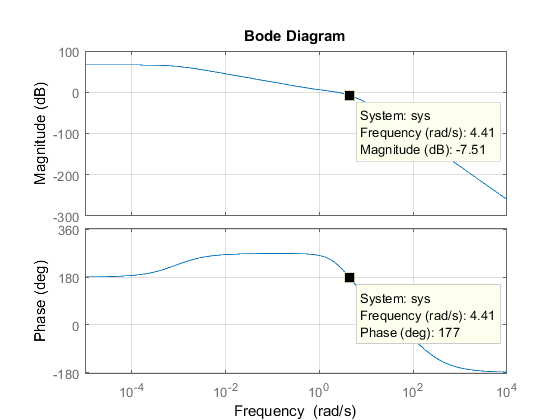 Bode Diagram
100
0
-100
-200
-300
Magnitude (dB)
System: sys
Frequency (rad/s): 4.41
Magnitude (dB): -7.51
360
180
0
-180
Phase (deg)
System: sys
Frequency (rad/s): 4.41
Phase (deg): 177
10^-4
10^-2
10^0
10^2
10^4
Frequency (rad/s)